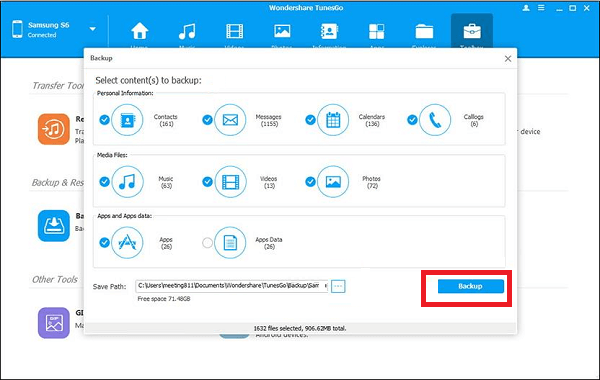 Wondershare TunesGo
Samsung S6
Connected
Home
Music
Videos
Photos
Information
Apps
Explorer
Toolbox
Transfer Too
Backup
Select content(s) to backup:
Personal Information:
Contacts
(161)
Messages
(1155)
Calendars
(136)
Calllogs
(6)
Re
Tra
Pla
er device
Media Files:
Music
(63)
Videos
(13)
Photos
(72)
Backup & Res
Ba
Bac
Apps and Apps data:
Apps
(26)
Apps Data
(26)
Other Tools
Save Path:
C:\Users\meeting811\Documents\Wondershare\TunesGo\Backup\Sam
...
Backup
Free space 71.48GB
GI
Ma
1632 files selected, 906.62MB total.
Android devices.